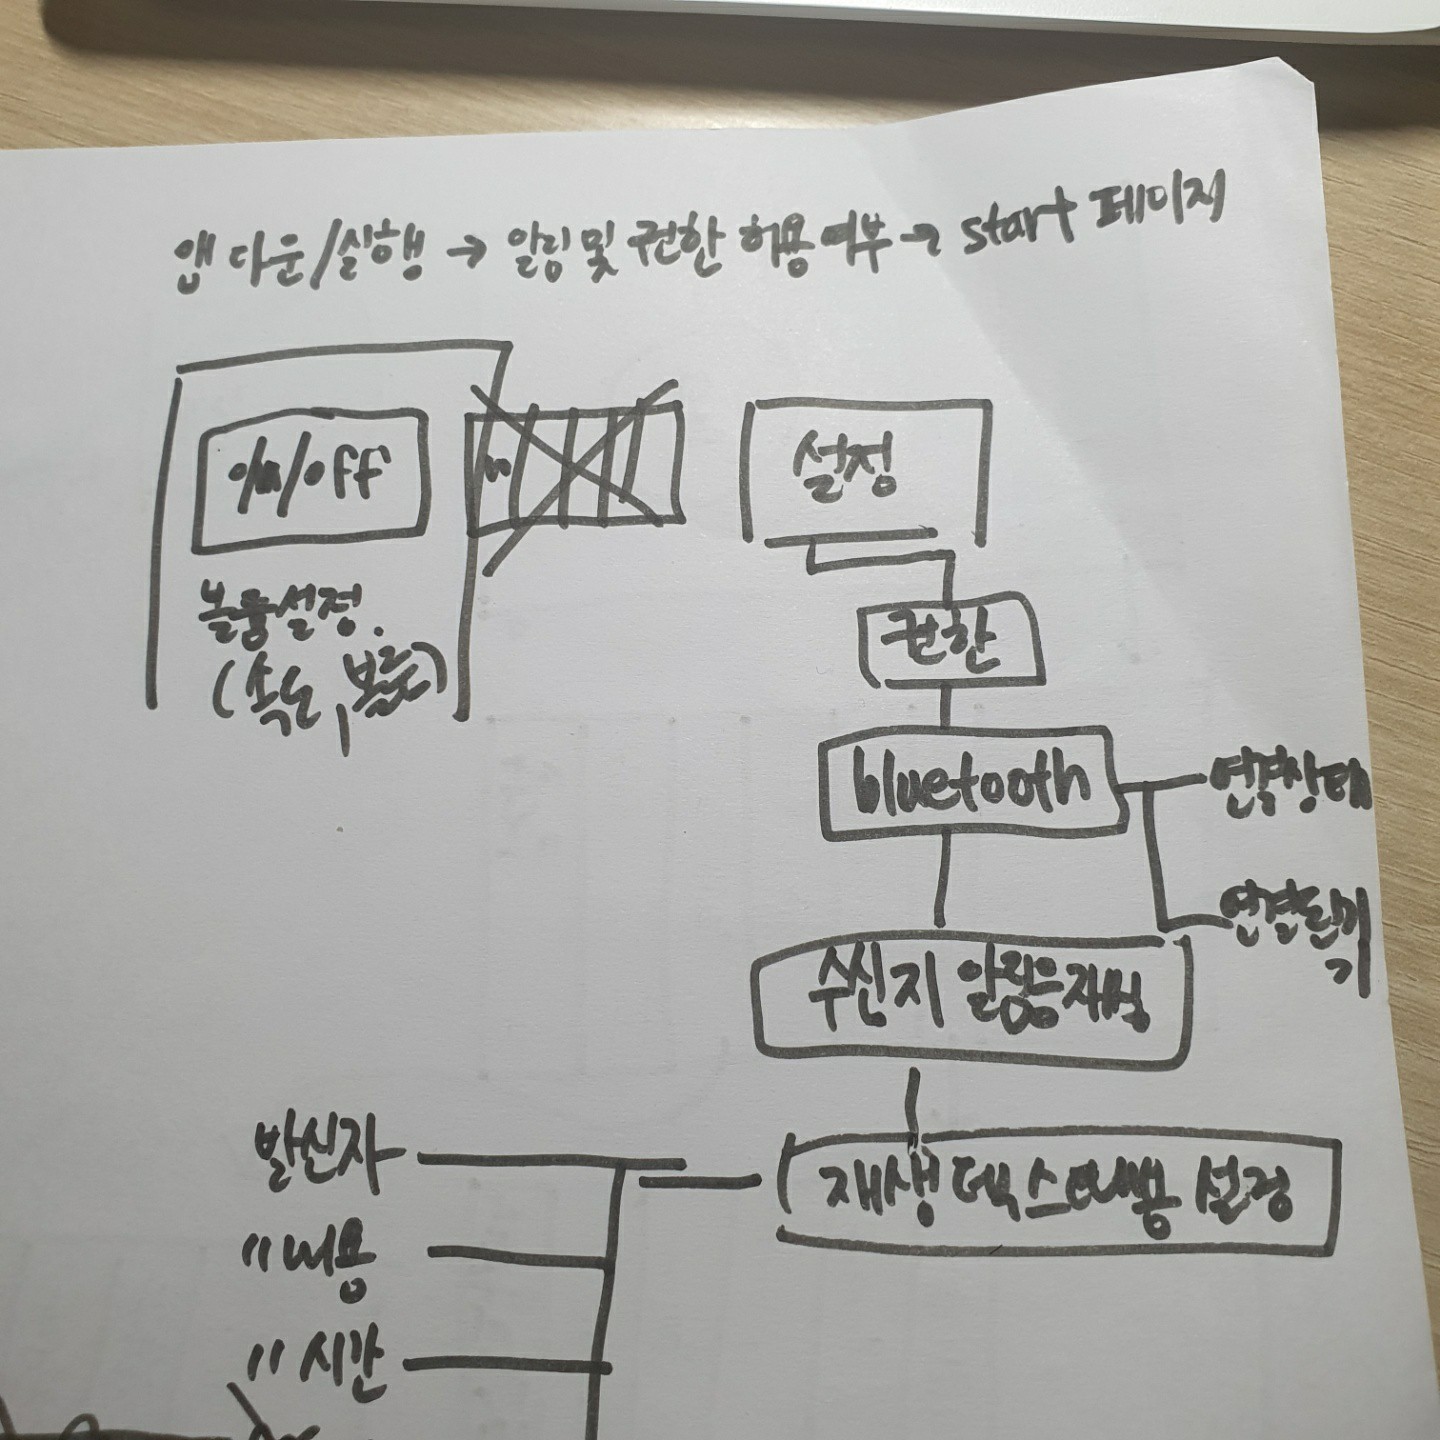 앱 다운/실행 → 알림 및 권한 허용 여부 → start 페이지
on/off
설정
볼륨설정.
(속도, 볼륨)
권한
bluetooth
연결상태
연결단기
수신지 알림음재생
재생 텍스트내용 설정
발신자
〃 내용
〃 시간